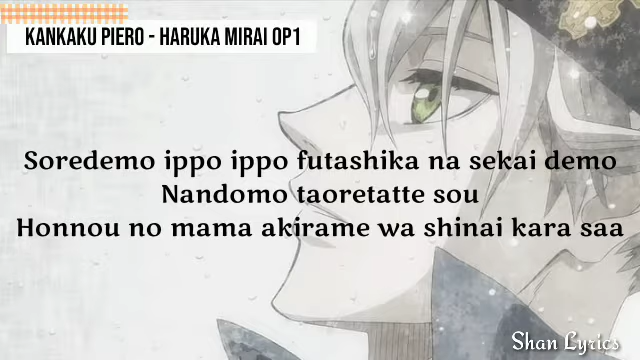 KANKAKU PIERO - HARUKA MIRAI OP1
Soredemo ippo ippo futashika na sekai demo
Nandomo taoretatte sou
Honnou no mama akirame wa shinai kara saa
Shan Lyrics